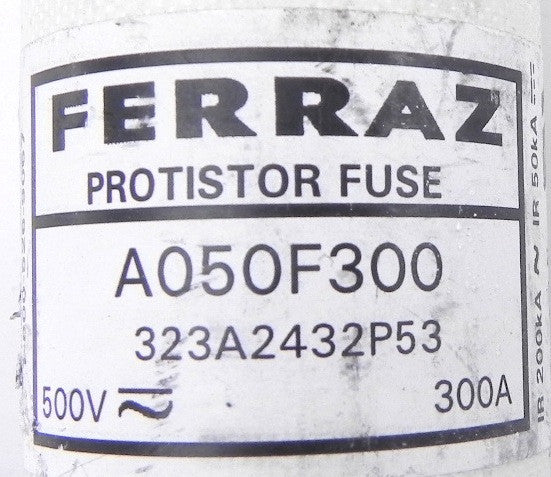 FERRAZ
PROTISTOR FUSE
A050F300
323A2432P53
500V ⎓ ~ 300A
IR 200kA ~ IR 50kA ⎓